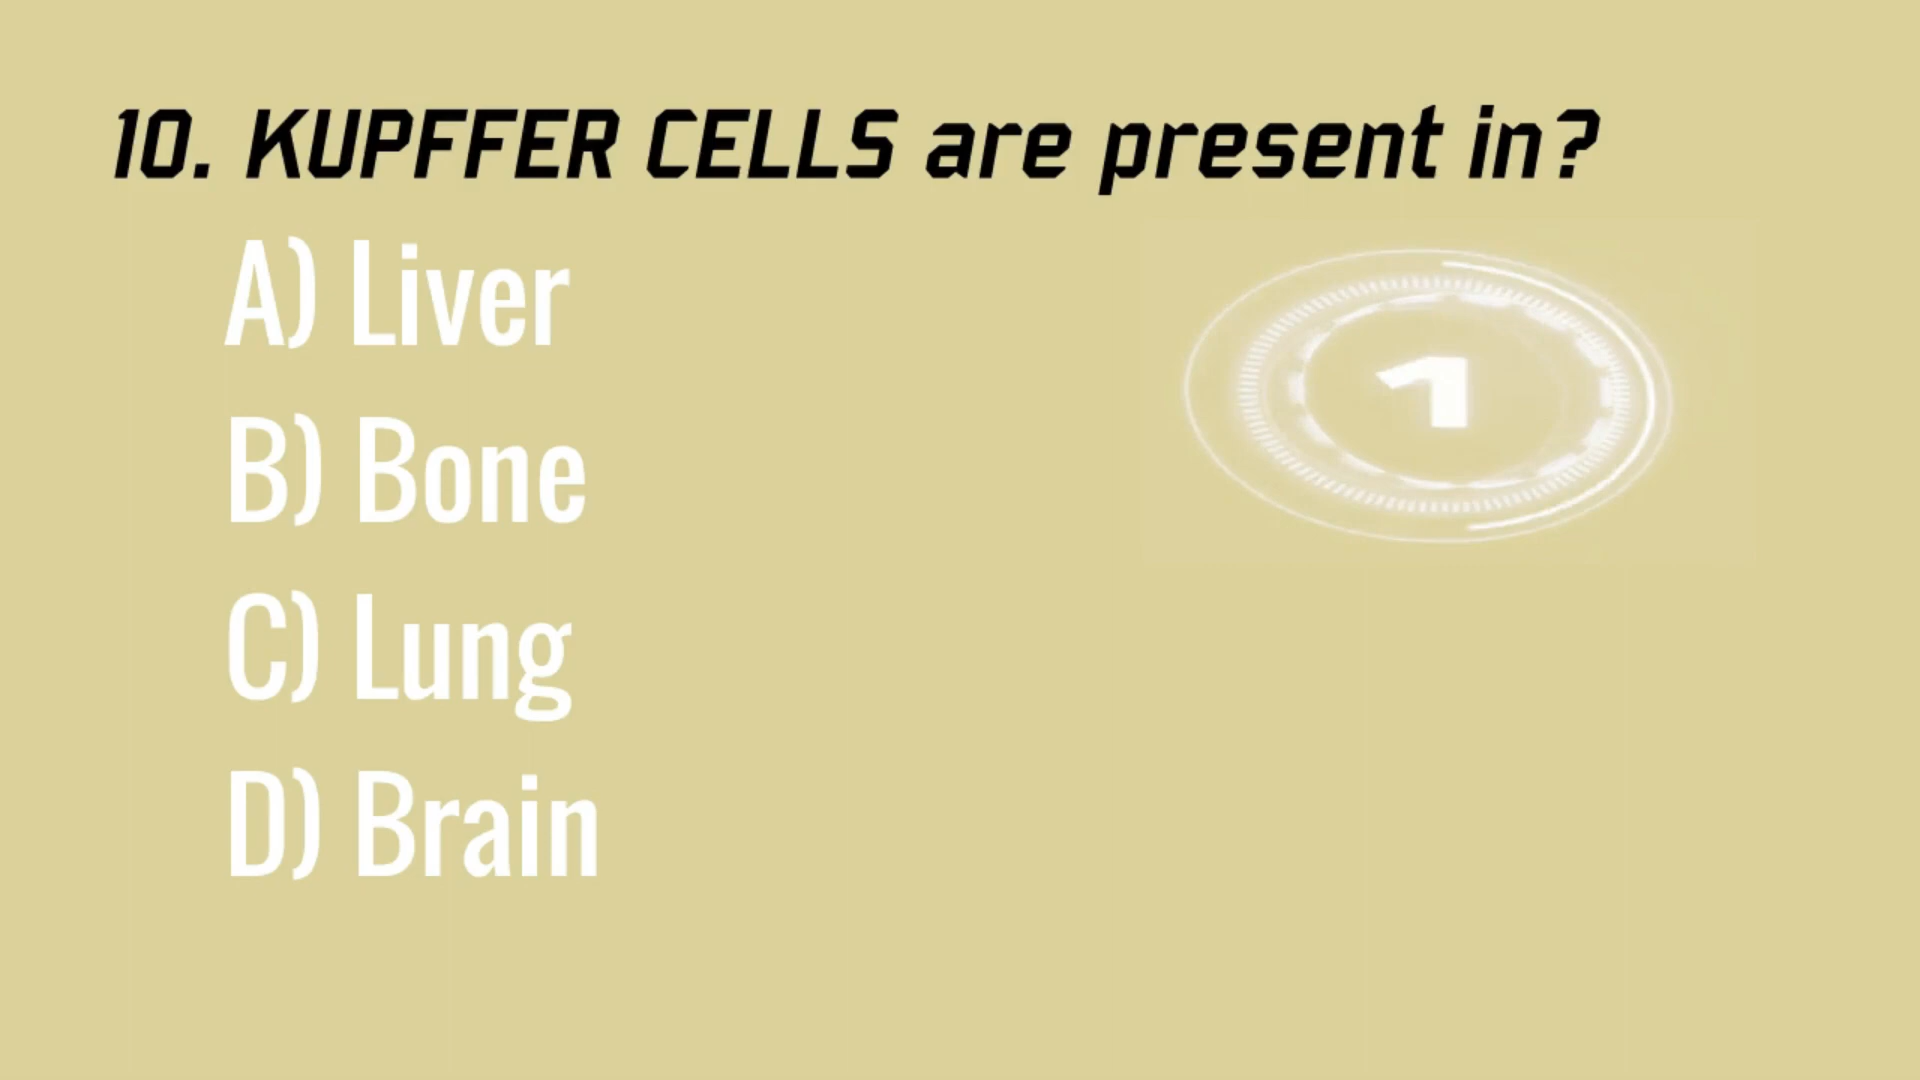 10. KUPFFER CELLS are present in?
A) Liver
1
B) Bone
C) Lung
D) Brain